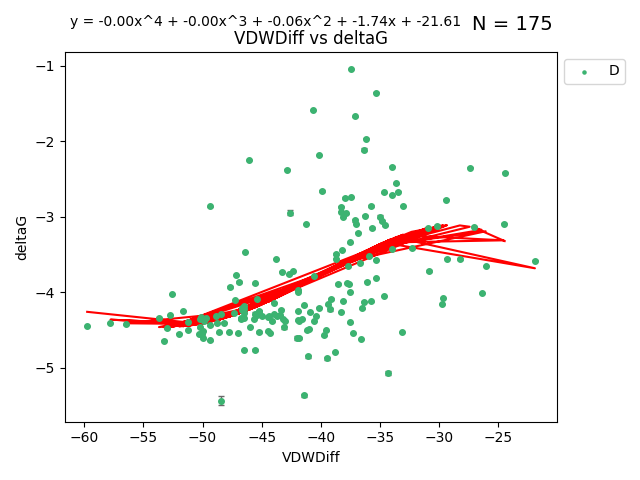 y = -0.00x^4 + -0.00x^3 + -0.06x^2 + -1.74x + -21.61
N = 175
VDWDiff vs deltaG
D
−1
−2
−3
−4
−5
deltaG
−60
−55
−50
−45
−40
−35
−30
−25
VDWDiff